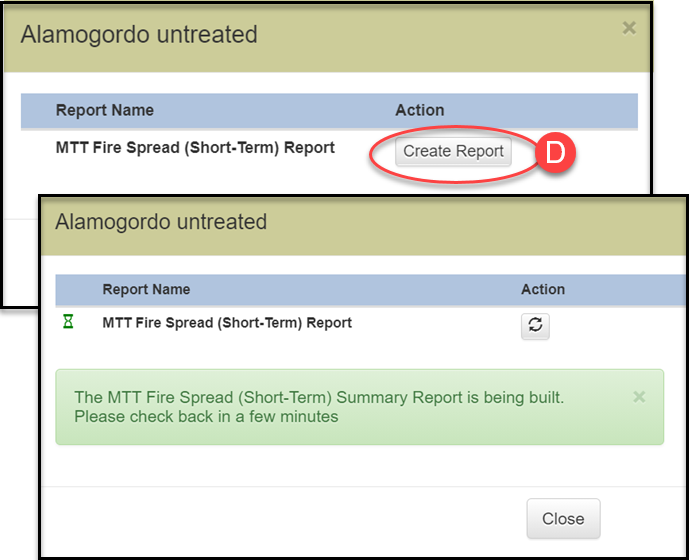 Alamogordo untreated ×
Report Name Action
MTT Fire Spread (Short-Term) Report Create Report D
Alamogordo untreated
Report Name Action
MTT Fire Spread (Short-Term) Report
The MTT Fire Spread (Short-Term) Summary Report is being built. ×
Please check back in a few minutes
Close